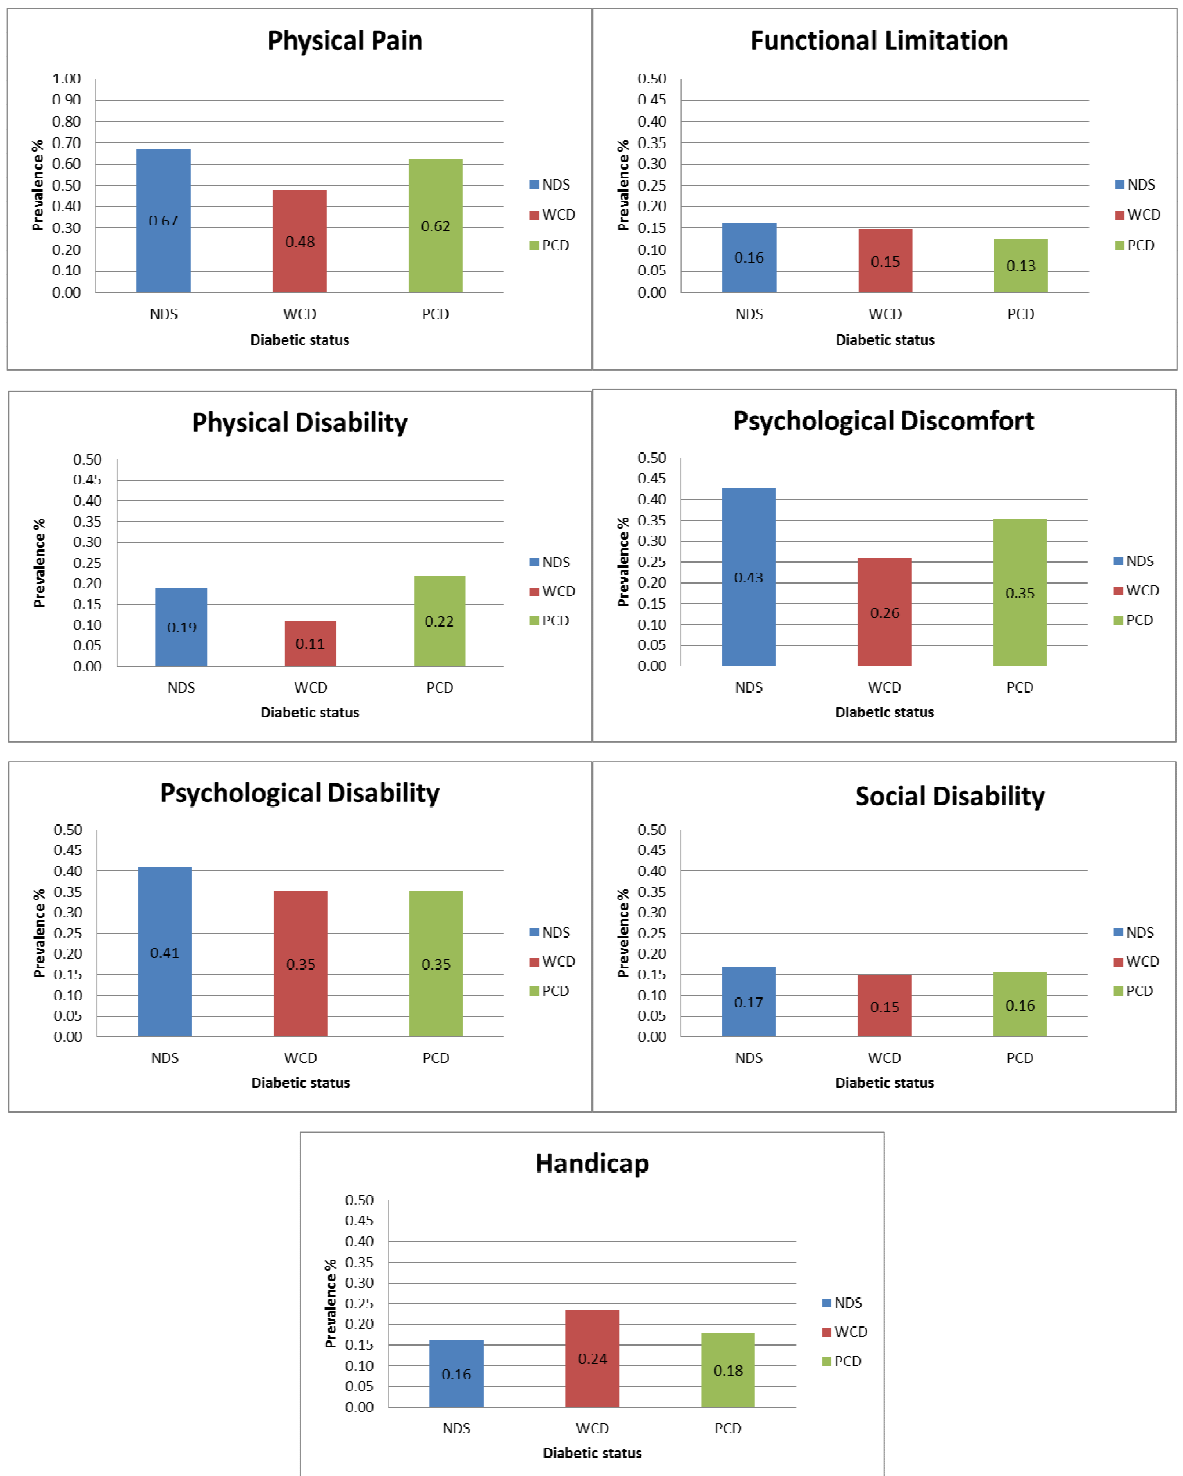 Physical Pain
1.00
0.90
0.80
0.70
0.60
0.50
0.40
0.30
0.20
0.10
0.00
Prevalence %
0.67
0.48
0.62
NDS
WCD
PCD
Diabetic status
NDS
WCD
PCD
Functional Limitation
0.50
0.45
0.40
0.35
0.30
0.25
0.20
0.15
0.10
0.05
0.00
Prevalence %
0.16
0.15
0.13
NDS
WCD
PCD
Diabetic status
NDS
WCD
PCD
Physical Disability
0.50
0.45
0.40
0.35
0.30
0.25
0.20
0.15
0.10
0.05
0.00
Prevalence %
0.19
0.11
0.22
NDS
WCD
PCD
Diabetic status
NDS
WCD
PCD
Psychological Discomfort
0.50
0.45
0.40
0.35
0.30
0.25
0.20
0.15
0.10
0.05
0.00
Prevalence %
0.43
0.26
0.35
NDS
WCD
PCD
Diabetic status
NDS
WCD
PCD
Psychological Disability
0.50
0.45
0.40
0.35
0.30
0.25
0.20
0.15
0.10
0.05
0.00
Prevalence %
0.41
0.35
0.35
NDS
WCD
PCD
Diabetic status
NDS
WCD
PCD
Social Disability
0.50
0.45
0.40
0.35
0.30
0.25
0.20
0.15
0.10
0.05
0.00
Prevelence %
0.17
0.15
0.16
NDS
WCD
PCD
Diabetic status
NDS
WCD
PCD
Handicap
0.50
0.45
0.40
0.35
0.30
0.25
0.20
0.15
0.10
0.05
0.00
Prevalence %
0.16
0.24
0.18
NDS
WCD
PCD
Diabetic status
NDS
WCD
PCD